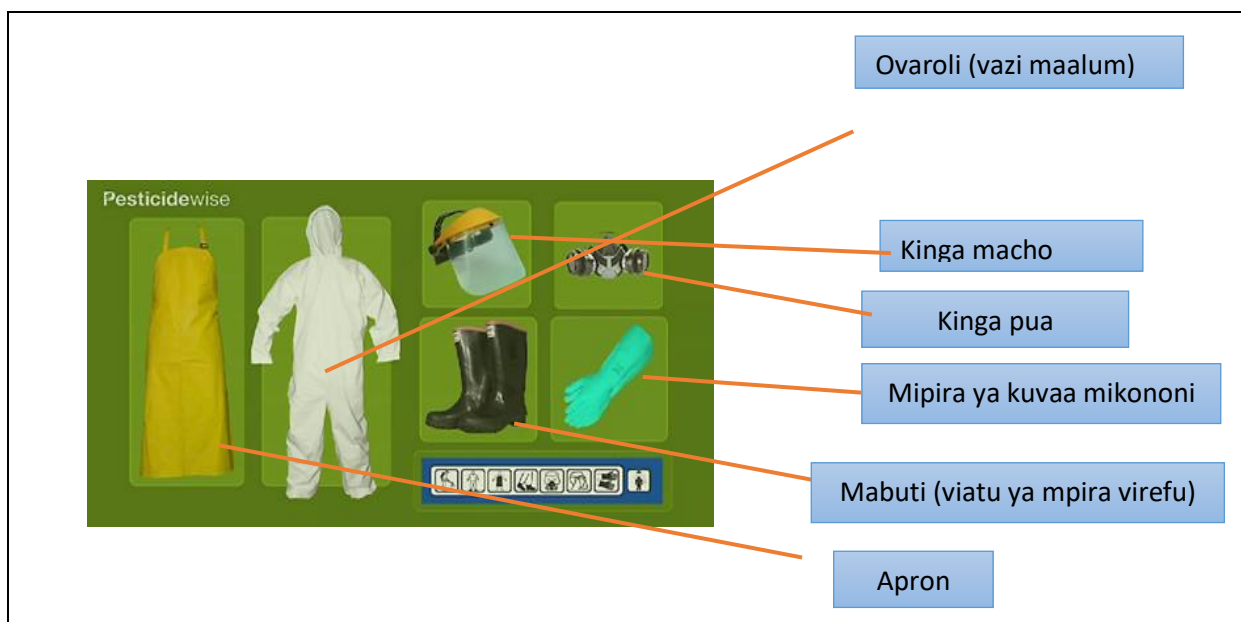 Ovaroli (vazi maalum)
Pesticidewise
Kinga macho
Kinga pua
Mipira ya kuvaa mikononi
Mabuti (viatu ya mpira virefu)
Apron